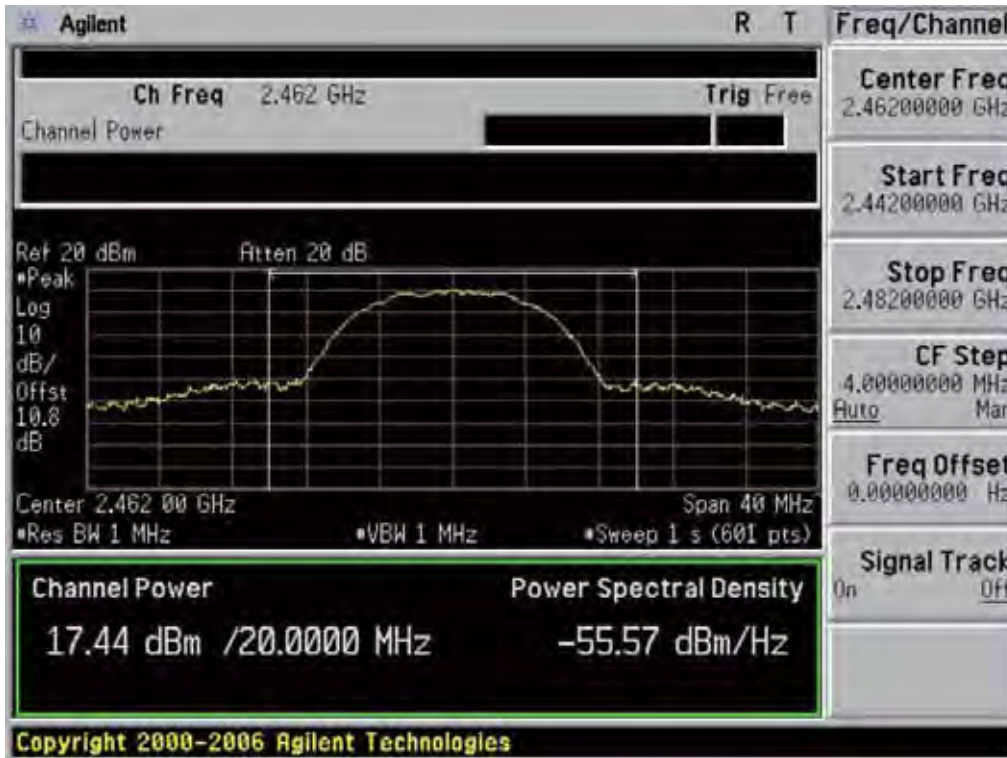 Agilent
R T
Freq/Channel
Ch Freq 2.462 GHz
Trig Free
Channel Power
Center Freq
2.46200000 GHz
Start Freq
2.44200000 GHz
Stop Freq
2.48200000 GHz
CF Step
4.00000000 MHz
Auto Man
Freq Offset
0.00000000 Hz
Signal Track
On Off
Ref 20 dBm
Atten 20 dB
#Peak
Log
10
dB/
Offst
10.8
dB
Center 2.462 00 GHz
Span 40 MHz
#Res BW 1 MHz
#VBW 1 MHz
#Sweep 1 s (601 pts)
Channel Power
Power Spectral Density
17.44 dBm /20.0000 MHz
-55.57 dBm/Hz
Copyright 2000-2006 Agilent Technologies